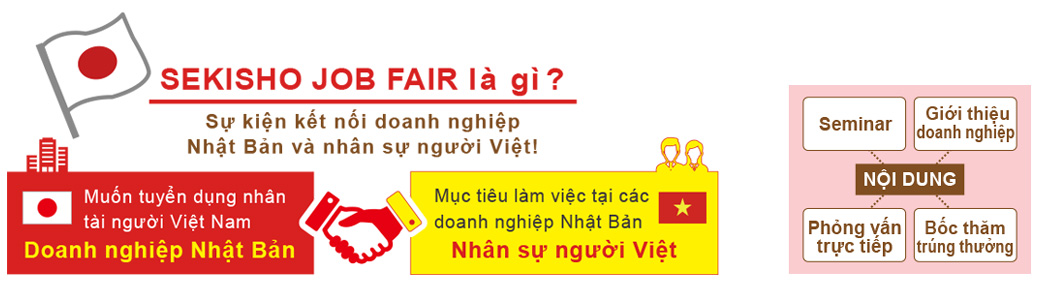 SEKISHO JOB FAIR là gì?
Sự kiện kết nối doanh nghiệp
Nhật Bản và nhân sự người Việt!
Muốn tuyển dụng nhân
tài người Việt Nam
Doanh nghiệp Nhật Bản
Mục tiêu làm việc tại các
doanh nghiệp Nhật Bản
Nhân sự người Việt
Seminar
Giới thiệu
doanh nghiệp
NỘI DUNG
Phỏng vấn
trực tiếp
Bốc thăm
trúng thưởng